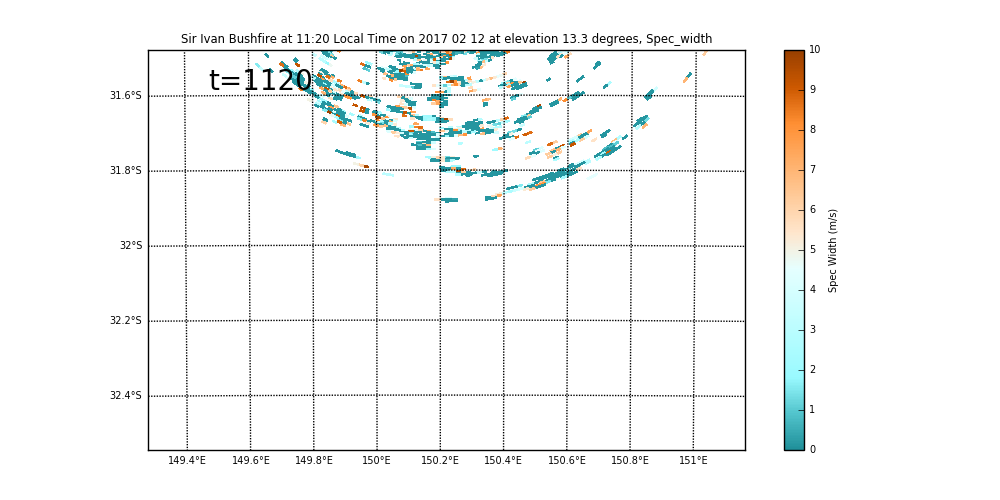 Sir Ivan Bushfire at 11:20 Local Time on 2017 02 12 at elevation 13.3 degrees, Spec_width
t=1120
31.6°S
31.8°S
32°S
32.2°S
32.4°S
149.4°E 149.6°E 149.8°E 150°E 150.2°E 150.4°E 150.6°E 150.8°E 151°E
10
9
8
7
6
5
4
3
2
1
0
Spec Width (m/s)